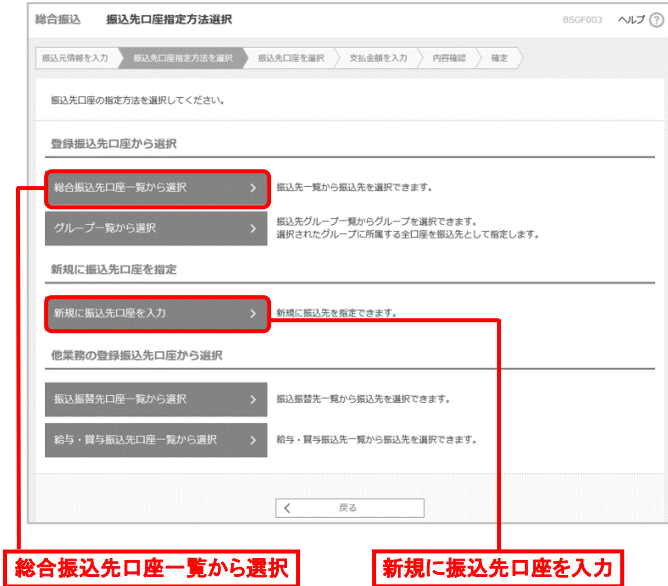 総合振込 振込先口座指定方法選択 BSGF003 ヘルプ ?
振込元情報を入力 振込先口座指定方法を選択 振込先口座を選択 支払金額を入力 内容確認 確定
振込先口座の指定方法を選択してください。
登録振込先口座から選択
総合振込先口座一覧から選択 > 振込先一覧から振込先を選択できます。
グループ一覧から選択 > 振込先グループ一覧からグループを選択できます。
選択されたグループに所属する全口座を振込先として指定します。
新規に振込先口座を指定
新規に振込先口座を入力 > 新規に振込先を指定できます。
他業務の登録振込先口座から選択
振込振替先口座一覧から選択 > 振込振替先一覧から振込先を選択できます。
給与・賞与振込先口座一覧から選択 > 給与・賞与振込先一覧から振込先を選択できます。
< 戻る
総合振込先口座一覧から選択 新規に振込先口座を入力